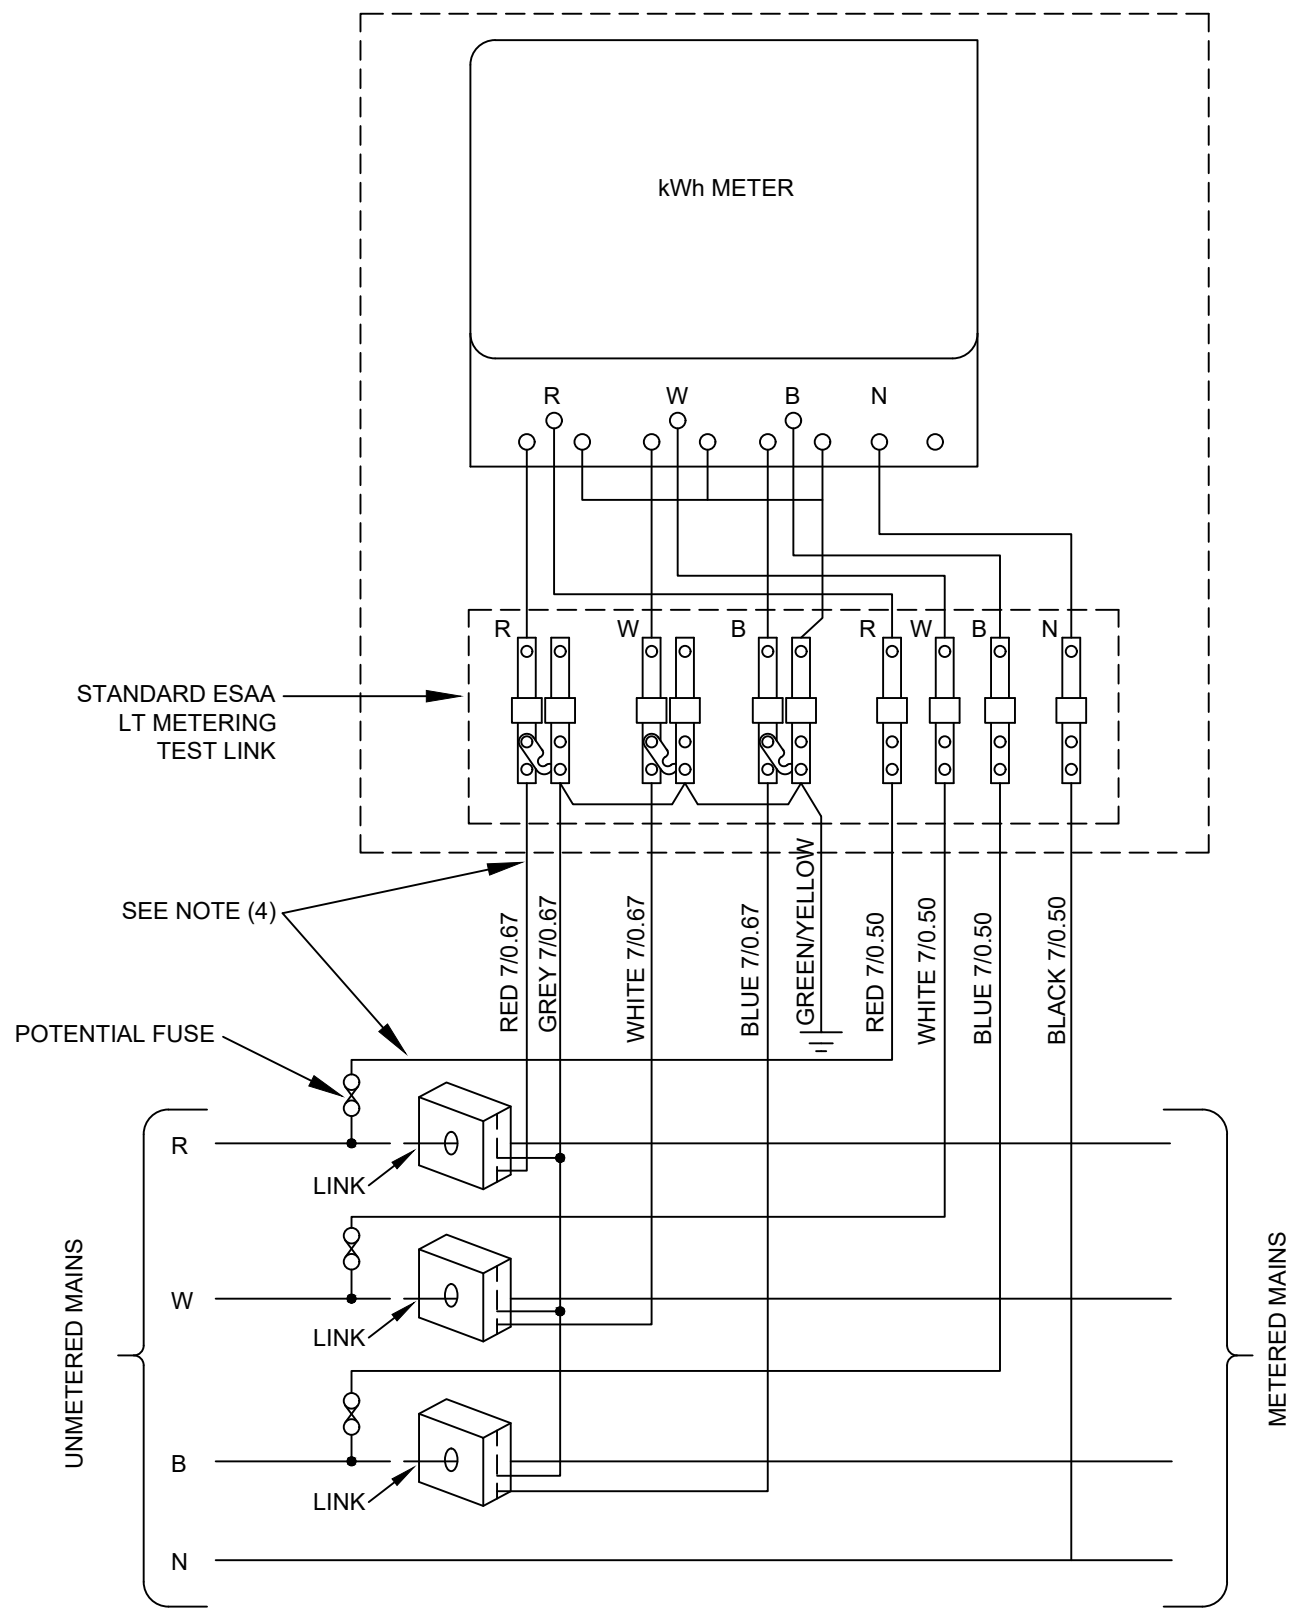 kWh METER
R W B N
R W B R W B N
STANDARD ESAA
LT METERING
TEST LINK
SEE NOTE (4)
RED 7/0.67
GREY 7/0.67
WHITE 7/0.67
BLUE 7/0.67
GREEN/YELLOW
RED 7/0.50
WHITE 7/0.50
BLUE 7/0.50
BLACK 7/0.50
POTENTIAL FUSE
R
LINK
UNMETERED MAINS
METERED MAINS
W
LINK
B
LINK
N